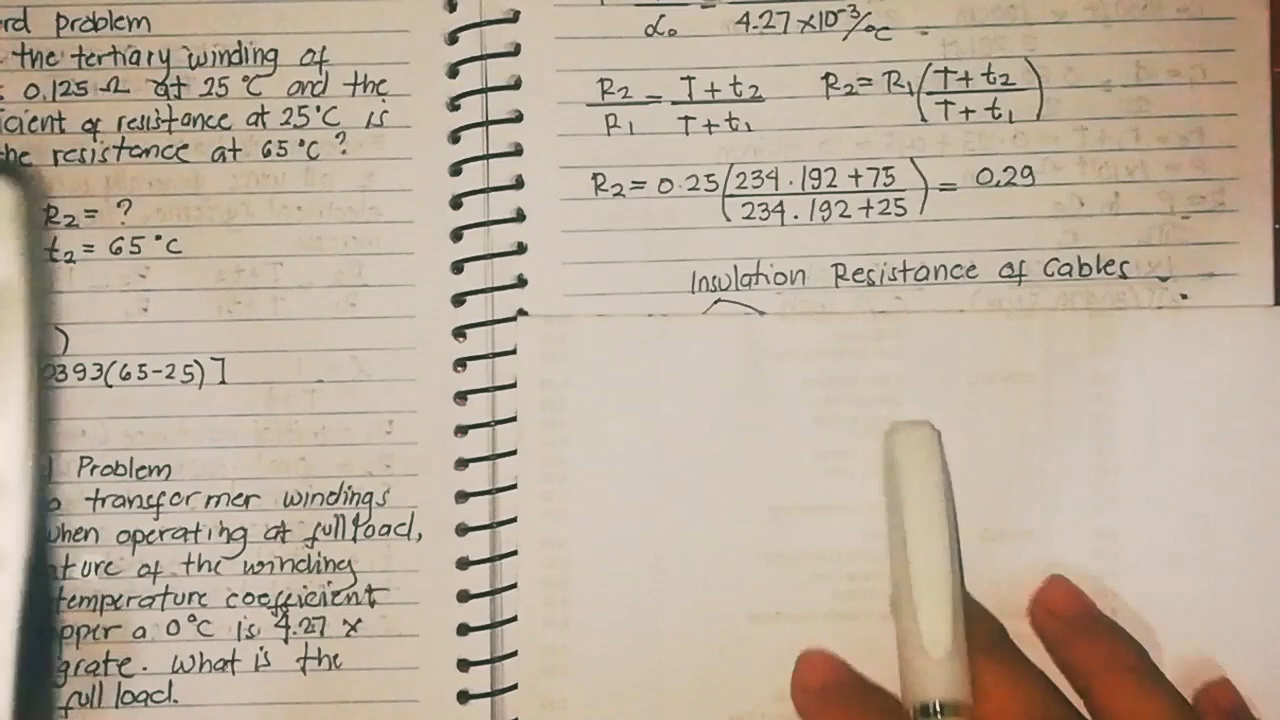 rd problem
the tertiary winding of
0.125 Ω at 25 °C and the
icient of resistance at 25°C is
he resistance at 65°C ?
R2 = ?
t2 = 65 °C
)
0393(65-25) ]
Problem
o transformer windings
when operating at full load,
ature of the winding
temperature coefficient
pper a 0°C is 4.27 x
grate. What is the
full load.
α₀ 4.27 x10-3/°C
R2/R1 = T + t2/T + t1 R2 = R1(T + t2/T + t1)
R2 = 0.25(234.192 +75/234.192 +25) = 0.29
Insulation Resistance of Cables